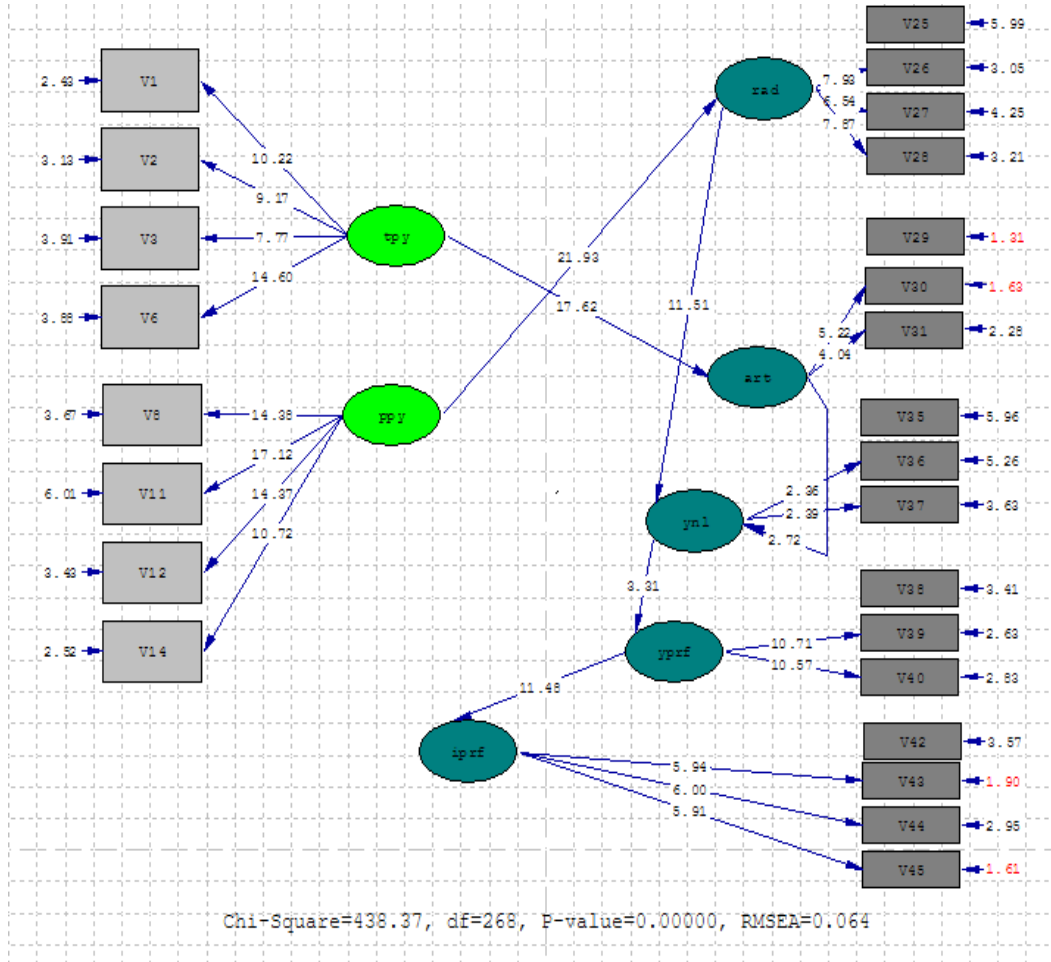 V25 5.99
2.43 V1 rad 7.93 V26 3.05
6.54 V27 4.25
7.87 V28 3.21
3.13 V2 10.22
9.17
3.91 V3 7.77 tpy V29 1.31
14.60 21.93
3.88 V6 17.62 11.51 V30 1.63
5.22 V31 2.28
4.04
art
3.67 V8 14.38 ppy V35 5.96
17.12 V36 5.26
6.01 V11 14.37 2.36
10.72 ynl 2.39 V37 3.63
2.72
3.43 V12 3.31 V38 3.41
2.52 V14 yprf 10.71 V39 2.63
10.57 V40 2.83
11.48
iprf V42 3.57
5.94 V43 1.90
6.00
5.91 V44 2.95
V45 1.61
Chi-Square=438.37, df=268, P-value=0.00000, RMSEA=0.064